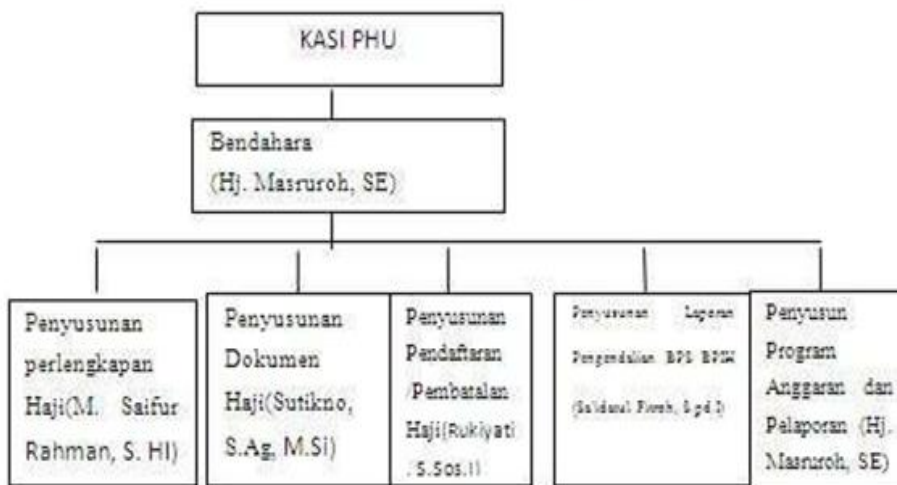 KASI PHU
Bendahara
(Hj. Masruroh, SE)
Penyusunan
perlengkapan
Haji(M. Saifur
Rahman, S. HI)
Penyusunan
Dokumen
Haji(Sutikno,
S.Ag, M.Si)
Penyusunan
Pendaftaran
/Pembatalan
Haji(Rukiyati
. S.Sos.I)
Penyusunan Laporan
Pengendalian BPS BPIH
S.pd.I)
Penyusun
Program
Anggaran dan
Pelaporan (Hj.
Masruroh, SE)